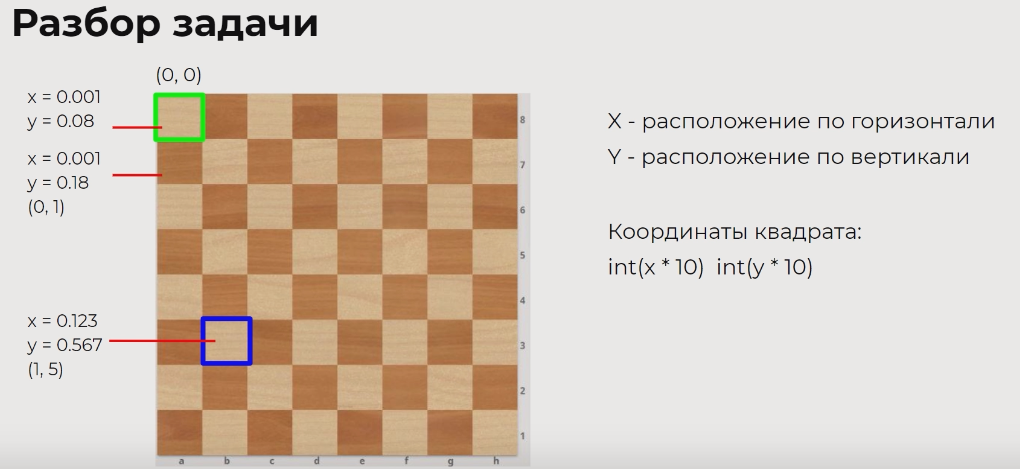 Разбор задачи
(0, 0)
x = 0.001
y = 0.08
x = 0.001
y = 0.18
(0, 1)
x = 0.123
y = 0.567
(1, 5)
8
7
6
5
4
3
2
1
a b c d e f g h
X - расположение по горизонтали
Y - расположение по вертикали
Координаты квадрата:
int(x * 10) int(y * 10)